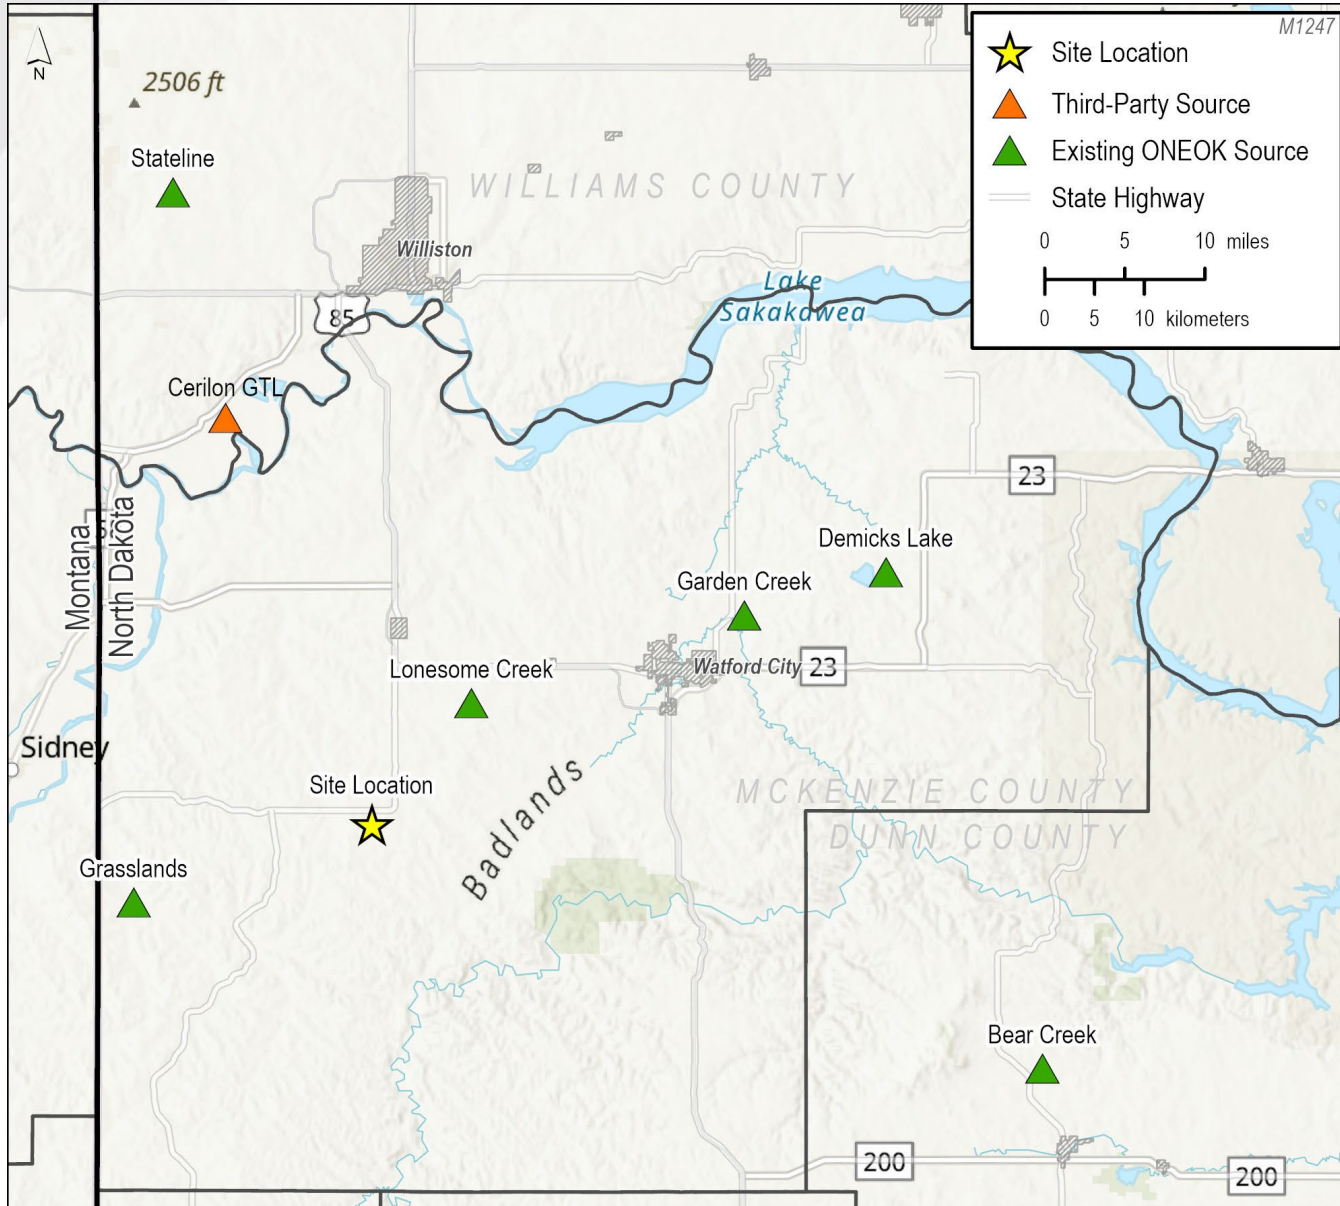 M1247
Site Location
Third-Party Source
Existing ONEOK Source
State Highway
0 5 10 miles
0 5 10 kilometers
N
2506 ft
Stateline
WILLIAMS COUNTY
Williston
Lake
Sakakawea
85
Cerilon GTL
23
Montana
North Dakota
Demicks Lake
Garden Creek
Watford City
23
Lonesome Creek
Sidney
Site Location
Badlands
MCKENZIE COUNTY
DUNN COUNTY
Grasslands
Bear Creek
200
200